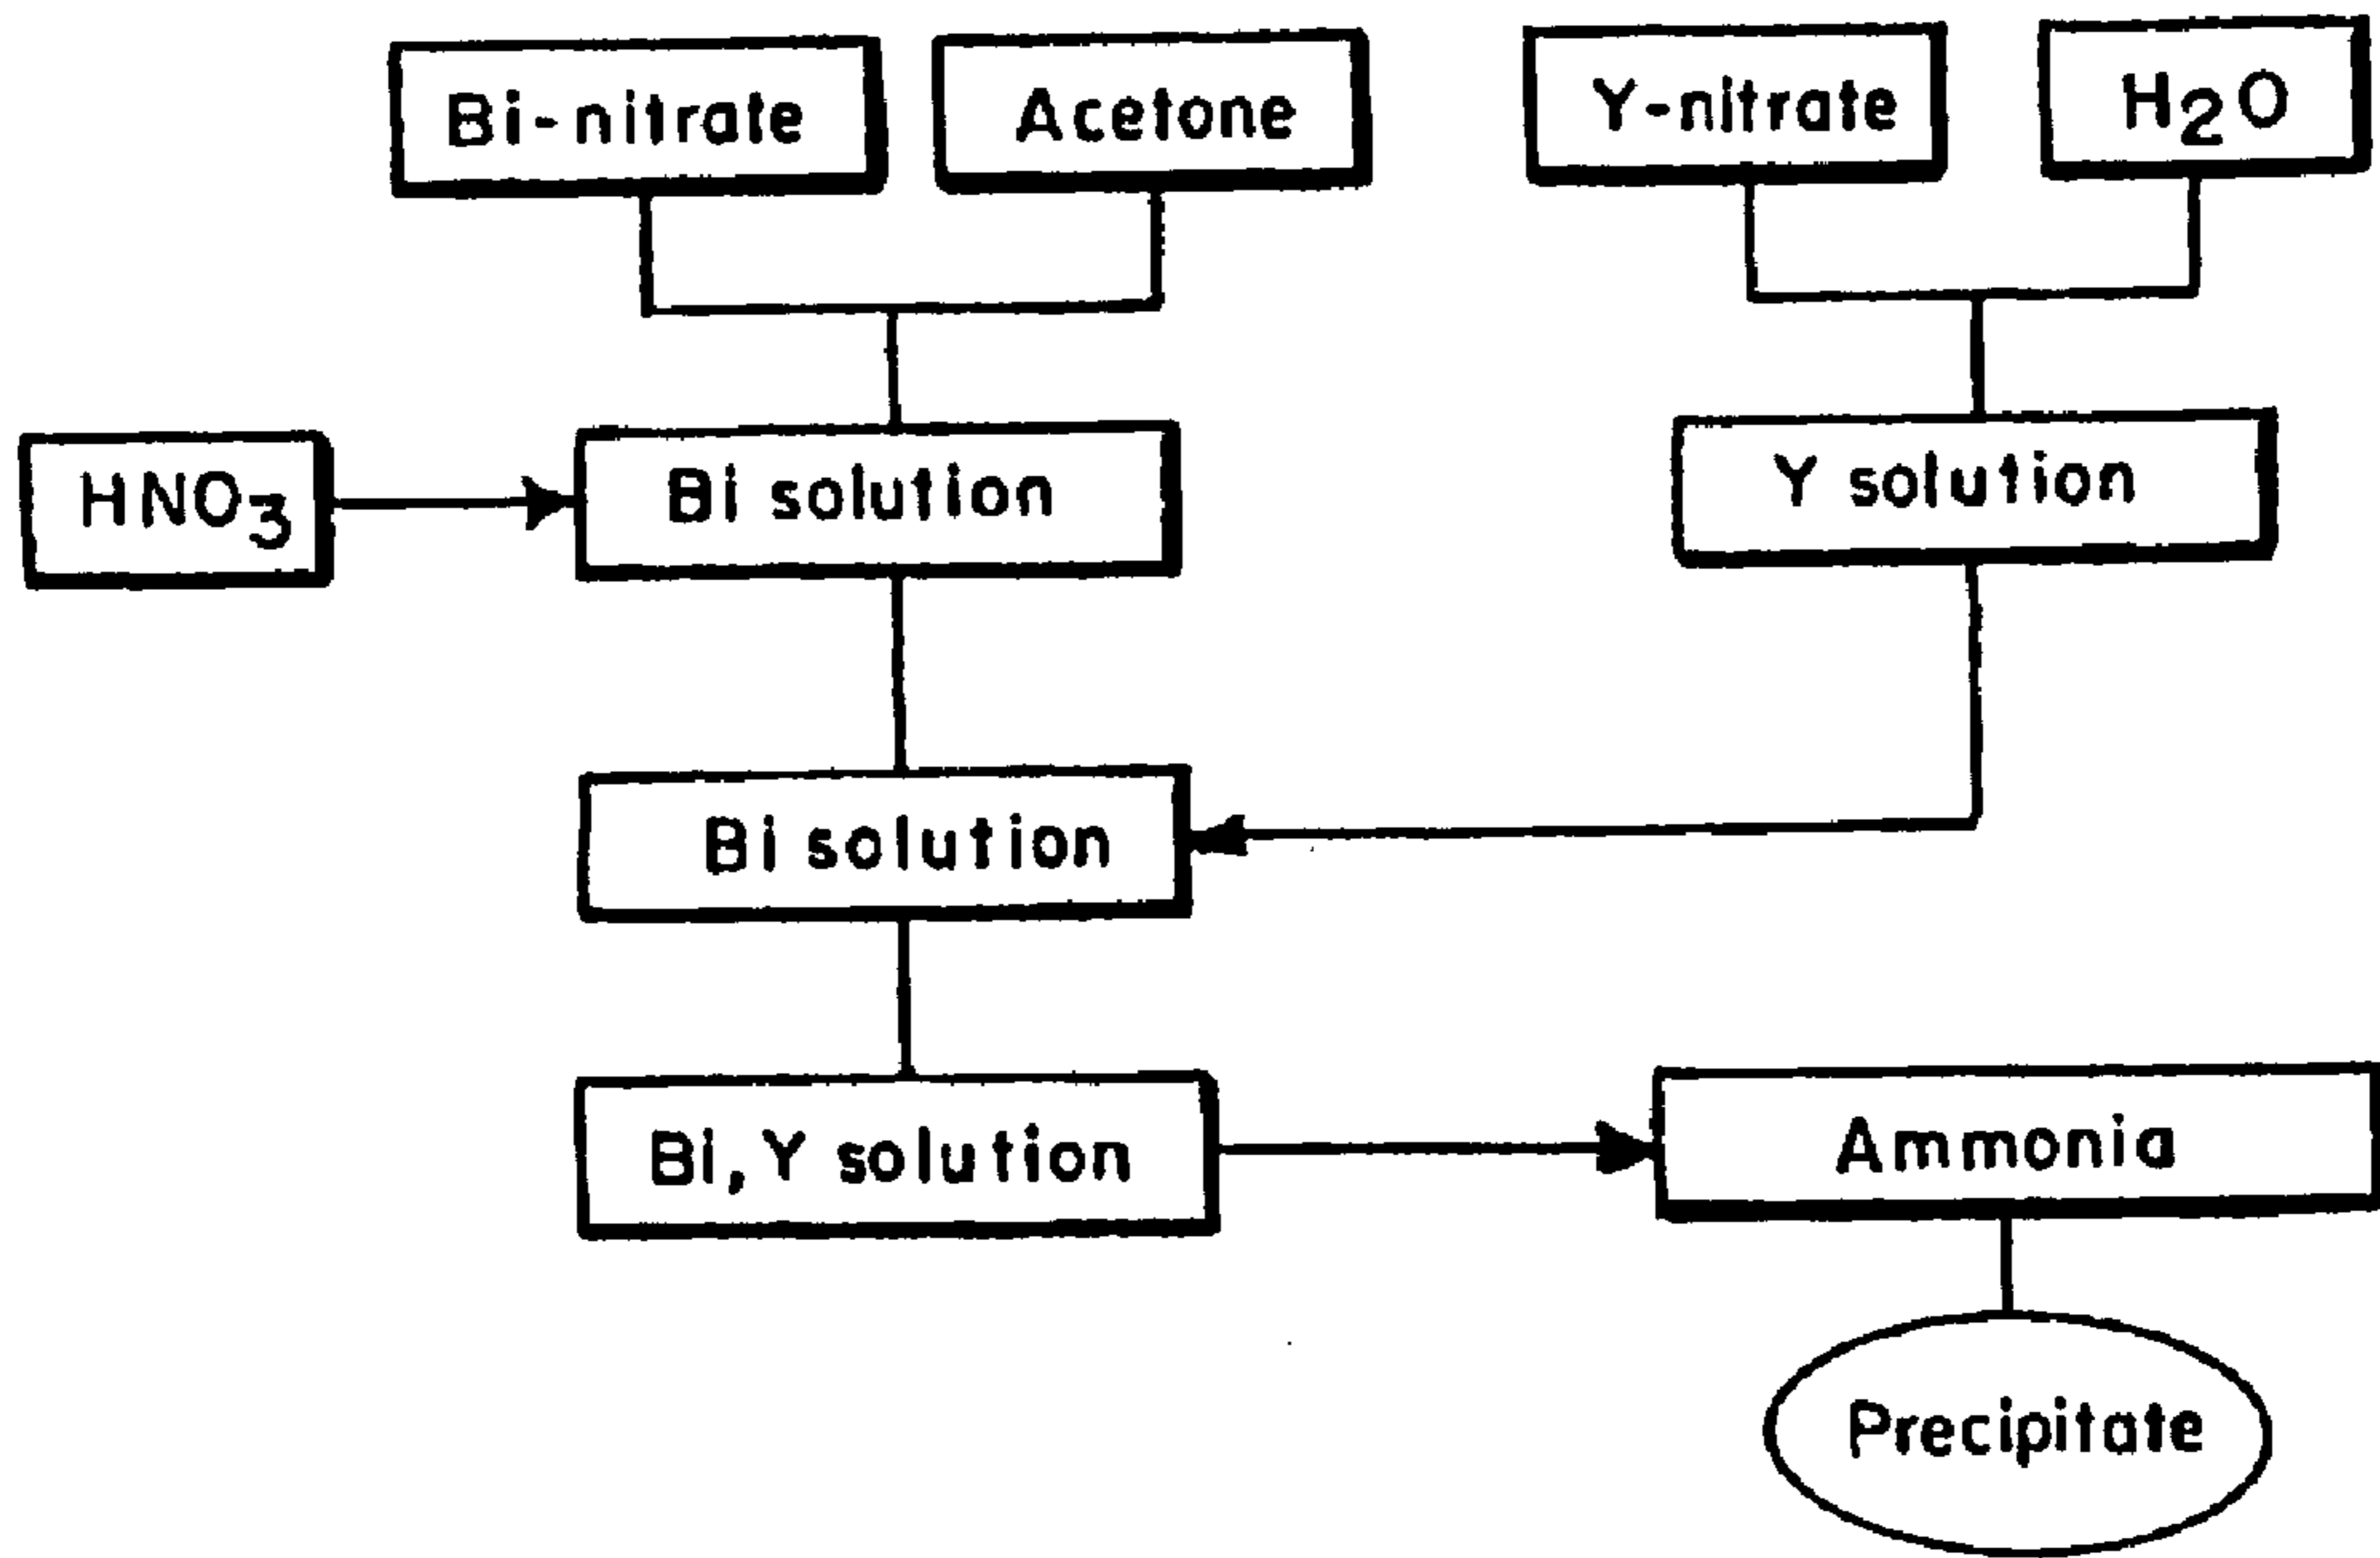 Bi-nitrate
Acetone
Y-nitrate
H2O
HNO3
Bi solution
Y solution
Bi solution
Bi, Y solution
Ammonia
Precipitate